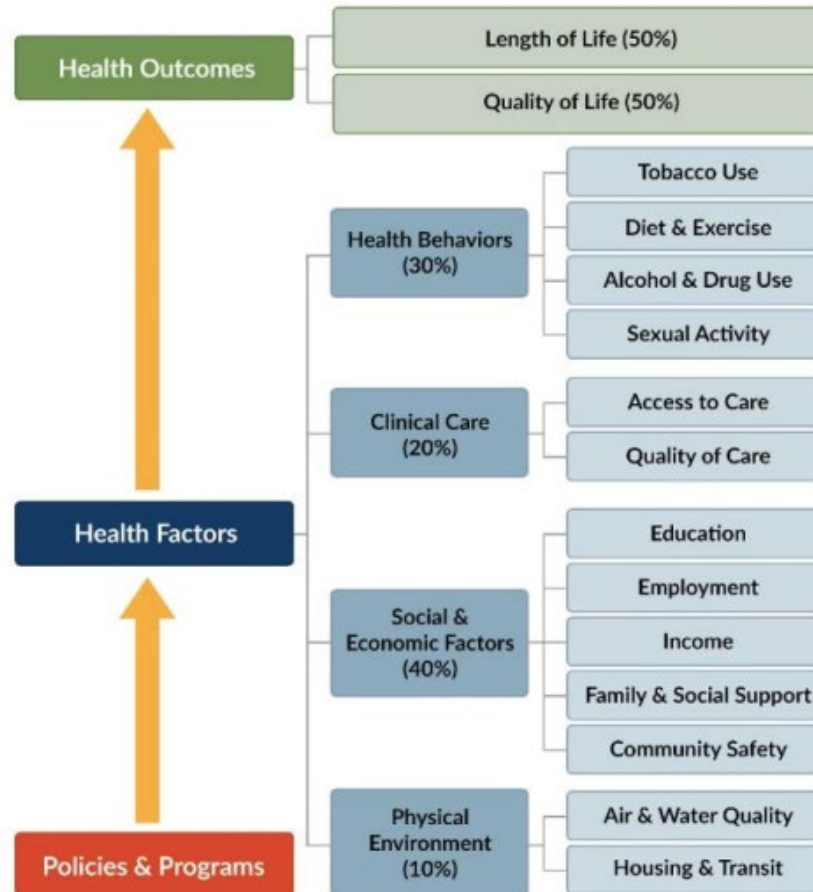 Health Outcomes
Length of Life (50%)
Quality of Life (50%)
Health Factors
Health Behaviors
(30%)
Tobacco Use
Diet & Exercise
Alcohol & Drug Use
Sexual Activity
Clinical Care
(20%)
Access to Care
Quality of Care
Social &
Economic Factors
(40%)
Education
Employment
Income
Family & Social Support
Community Safety
Physical
Environment
(10%)
Air & Water Quality
Housing & Transit
Policies & Programs